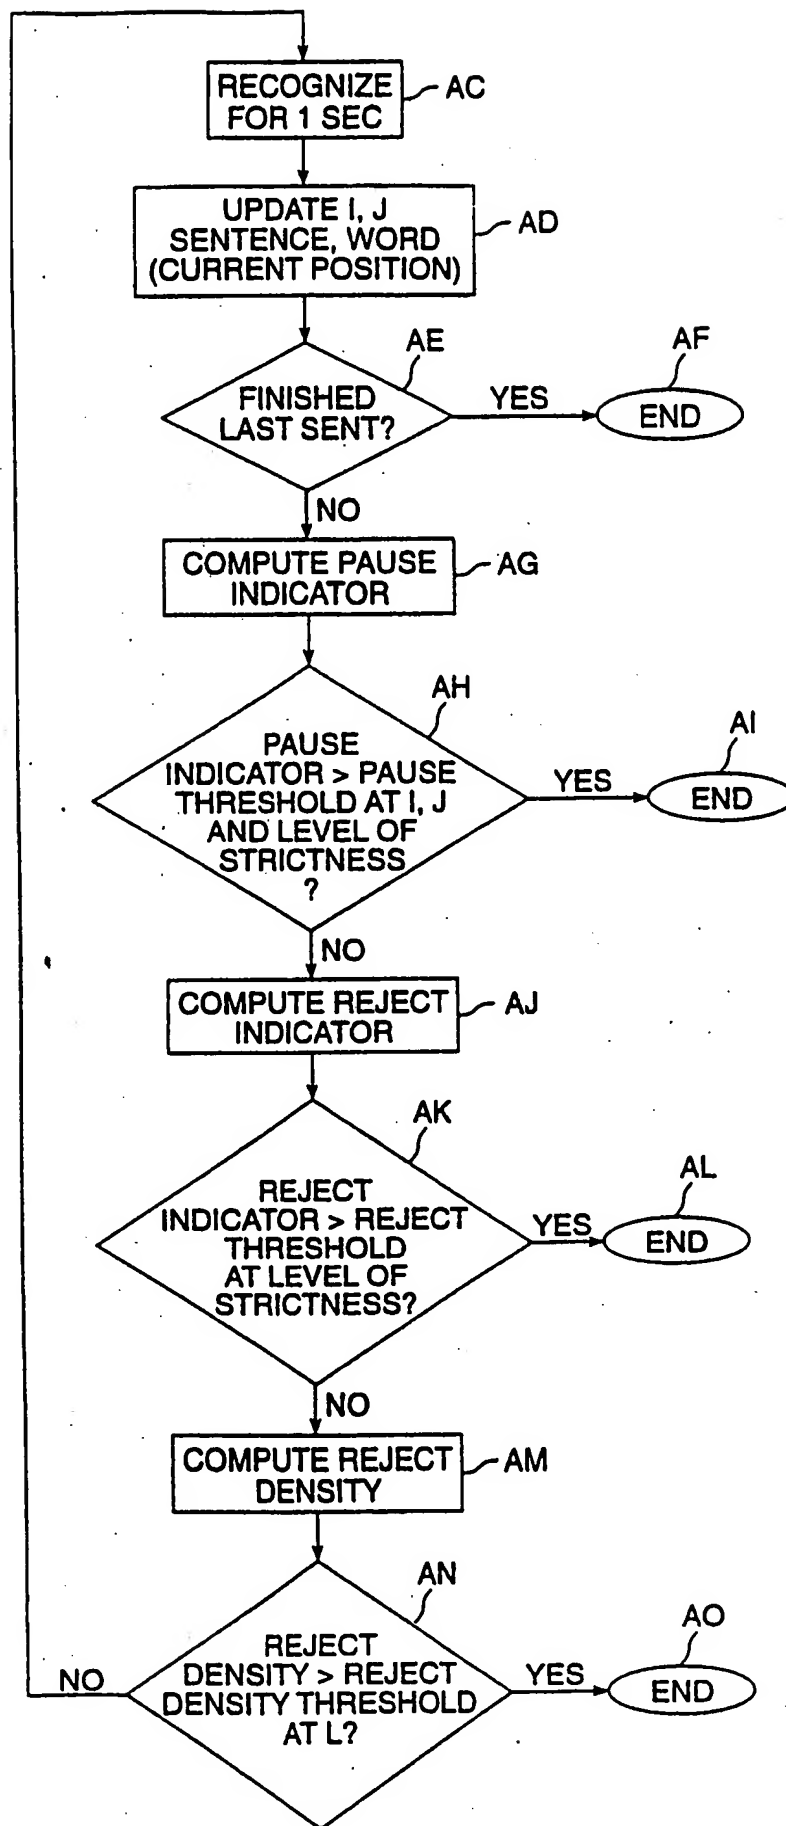 RECOGNIZE
FOR 1 SEC
AC
UPDATE I, J
SENTENCE, WORD
(CURRENT POSITION)
AD
AE
FINISHED
LAST SENT?
YES
AF
END
NO
COMPUTE PAUSE
INDICATOR
AG
AH
PAUSE
INDICATOR > PAUSE
THRESHOLD AT I, J
AND LEVEL OF
STRICTNESS
?
YES
AI
END
NO
COMPUTE REJECT
INDICATOR
AJ
AK
REJECT
INDICATOR > REJECT
THRESHOLD
AT LEVEL OF
STRICTNESS?
YES
AL
END
NO
COMPUTE REJECT
DENSITY
AM
AN
REJECT
DENSITY > REJECT
DENSITY THRESHOLD
AT L?
NO
YES
AO
END